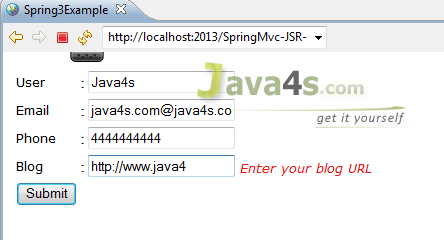 Spring3Example
http://localhost:2013/SpringMvc-JSR-
Java4s.com
get it yourself
User : Java4s
Email : java4s.com@java4s.co
Phone : 4444444444
Blog : http://www.java4 Enter your blog URL
Submit